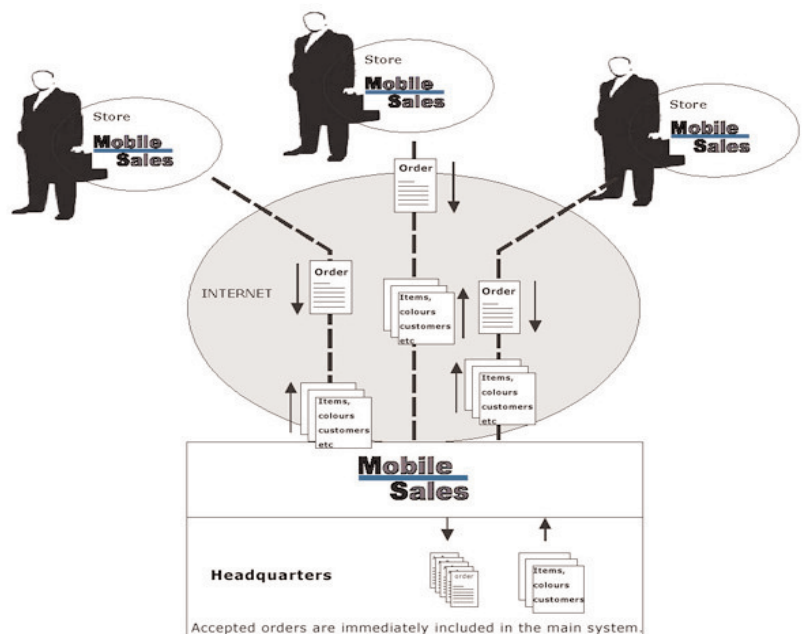 Store
Mobile
Sales
Store
Mobile
Sales
Store
Mobile
Sales
Order
INTERNET
Order
Items,
colours
customers
etc
Order
Items,
colours
customers
etc
Items,
colours
customers
etc
Mobile
Sales
Headquarters
order
Items,
colours
customers
Accepted orders are immediately included in the main system.